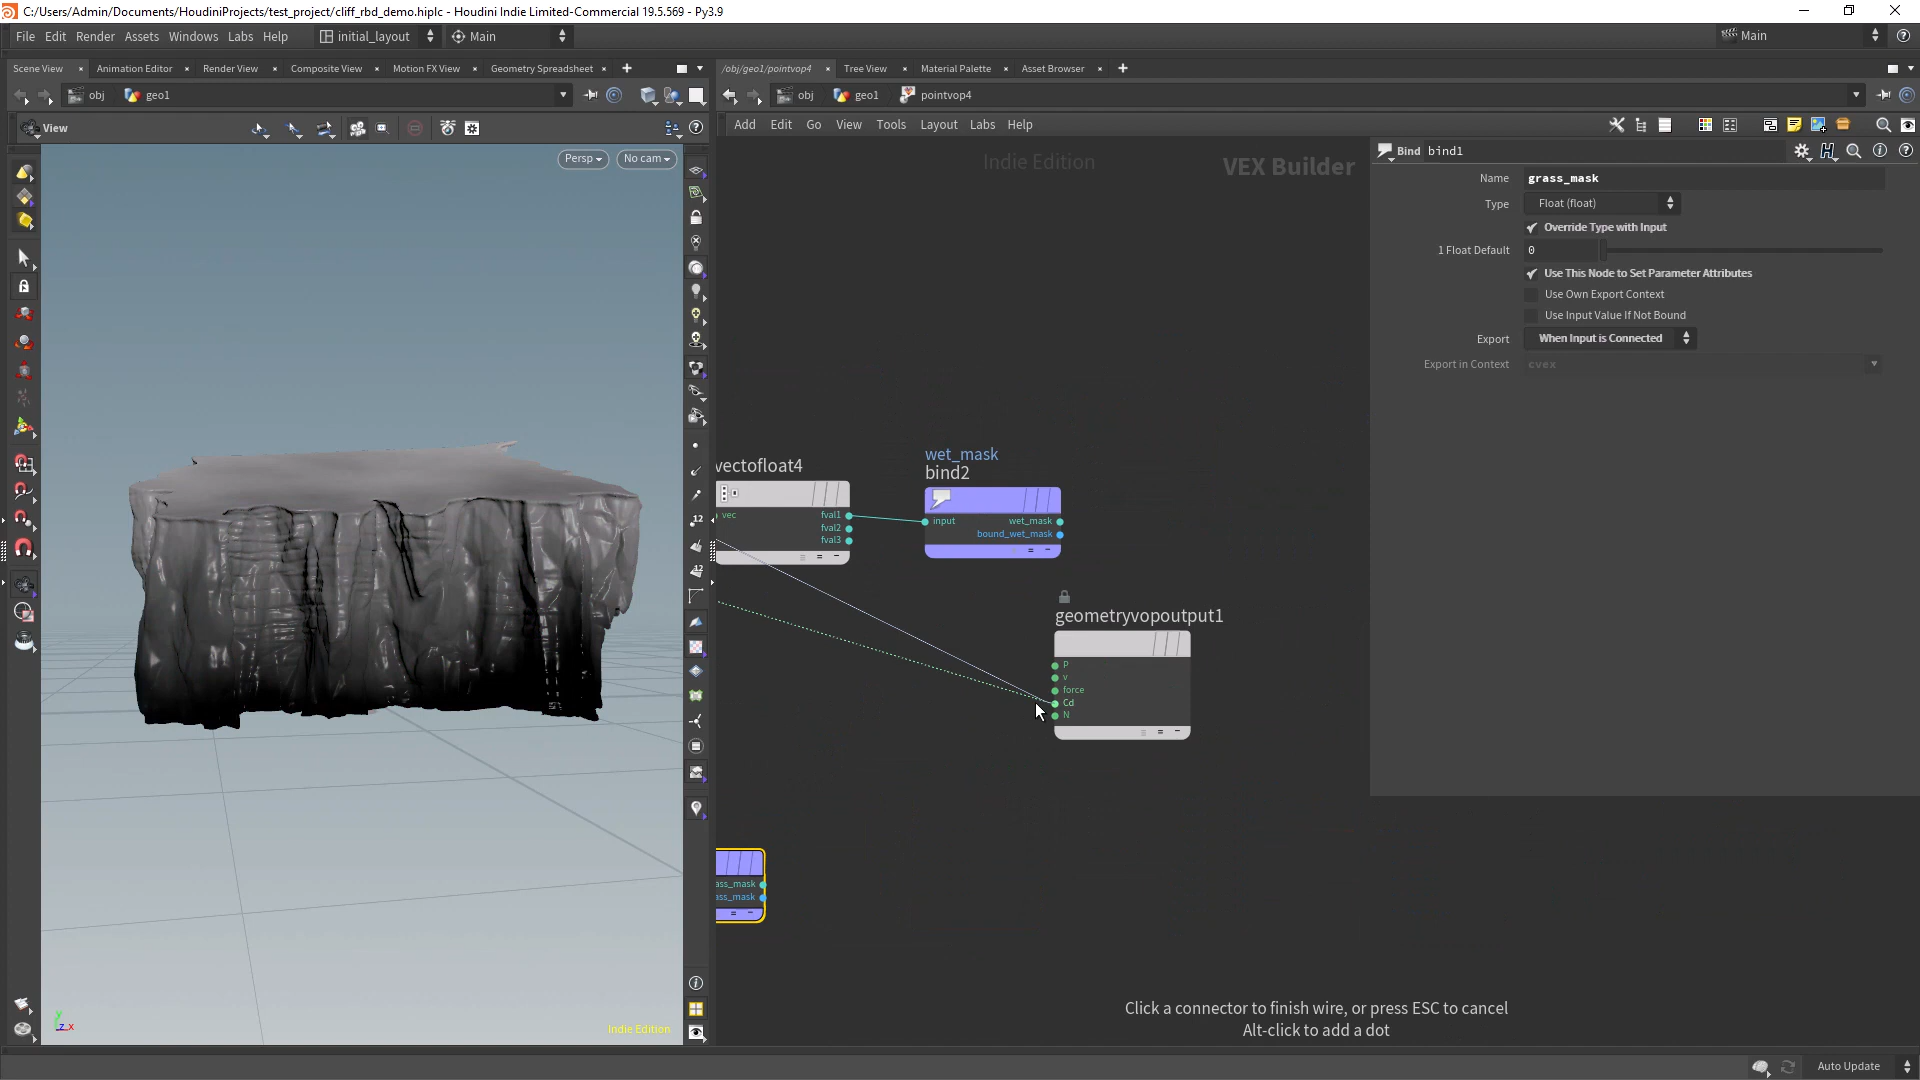 C:/Users/Admin/Documents/HoudiniProjects/test_project/cliff_rbd_demo.hiplc - Houdini Indie Limited-Commercial 19.5.569 - Py3.9
File Edit Render Assets Windows Labs Help initial_layout Main Main
Scene View Animation Editor Render View Composite View Motion FX View Geometry Spreadsheet
/obj/geo1/pointvop4 Tree View Material Palette Asset Browser
obj geo1
obj geo1 pointvop4
View
Add Edit Go View Tools Layout Labs Help
Persp No cam
Indie Edition
VEX Builder
Bind bind1
Name grass_mask
Type Float (float)
Override Type with Input
1 Float Default 0
Use This Node to Set Parameter Attributes
Use Own Export Context
Use Input Value If Not Bound
Export When Input is Connected
Export in Context cvex
vectofloat4
vec
fval1
fval2
fval3
wet_mask
bind2
input wet_mask
bound_wet_mask
geometryvopoutput1
P
v
force
Cd
N
ass_mask
ass_mask
12
12
y
z x
Indie Edition
Click a connector to finish wire, or press ESC to cancel
Alt-click to add a dot
Auto Update